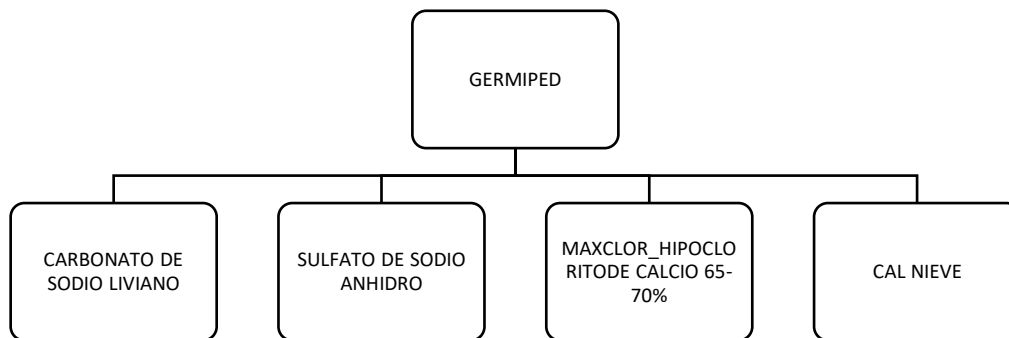 GERMIPED
CARBONATO DE
SODIO LIVIANO
SULFATO DE SODIO
ANHIDRO
MAXCLOR_HIPOCLO
RITODE CALCIO 65-
70%
CAL NIEVE